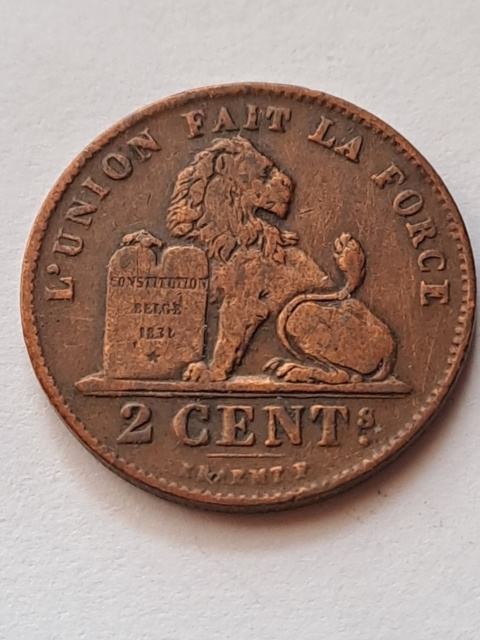 L'UNION FAIT LA FORCE
CONSTITUTION
BELGE
1831
2 CENTs.